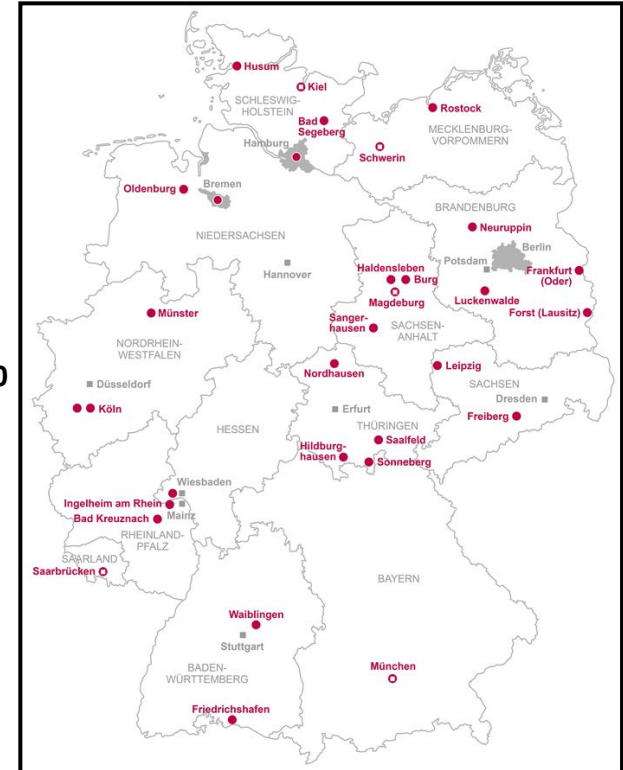 Husum
Kiel
SCHLESWIG-
HOLSTEIN
Bad
Segeberg
Rostock
MECKLENBURG-
VORPOMMERN
Hamburg
Schwerin
Oldenburg
Bremen
NIEDERSACHSEN
Hannover
BRANDENBURG
Neuruppin
Berlin
Potsdam
Frankfurt
(Oder)
Haldensleben
Burg
Magdeburg
Luckenwalde
Forst (Lausitz)
Sanger-
hausen
SACHSEN-
ANHALT
Münster
NORDRHEIN-
WESTFALEN
Düsseldorf
Köln
0
Nordhausen
Leipzig
SACHSEN
Dresden
Freiberg
Erfurt
THÜRINGEN
Saalfeld
Hildburg-
hausen
Sonneberg
HESSEN
Wiesbaden
Ingelheim am Rhein
Mainz
Bad Kreuznach
RHEINLAND-
PFALZ
SAARLAND
Saarbrücken
BAYERN
Waiblingen
Stuttgart
BADEN-
WÜRTTEMBERG
München
Friedrichshafen